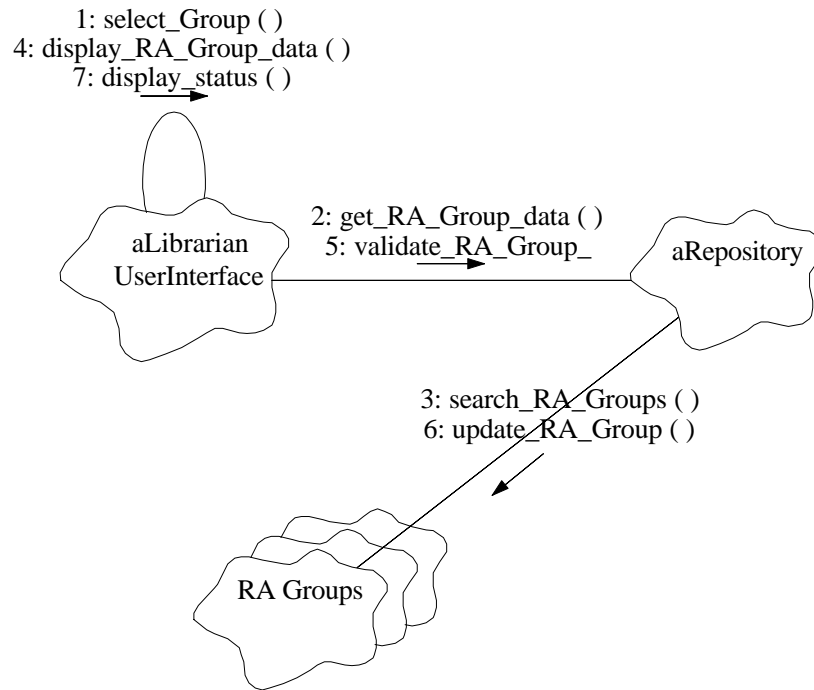 1: select_Group ( )
4: display_RA_Group_data ( )
7: display_status ( )
2: get_RA_Group_data ( )
5: validate_RA_Group_
aLibrarian
UserInterface
aRepository
3: search_RA_Groups ( )
6: update_RA_Group ( )
RA Groups